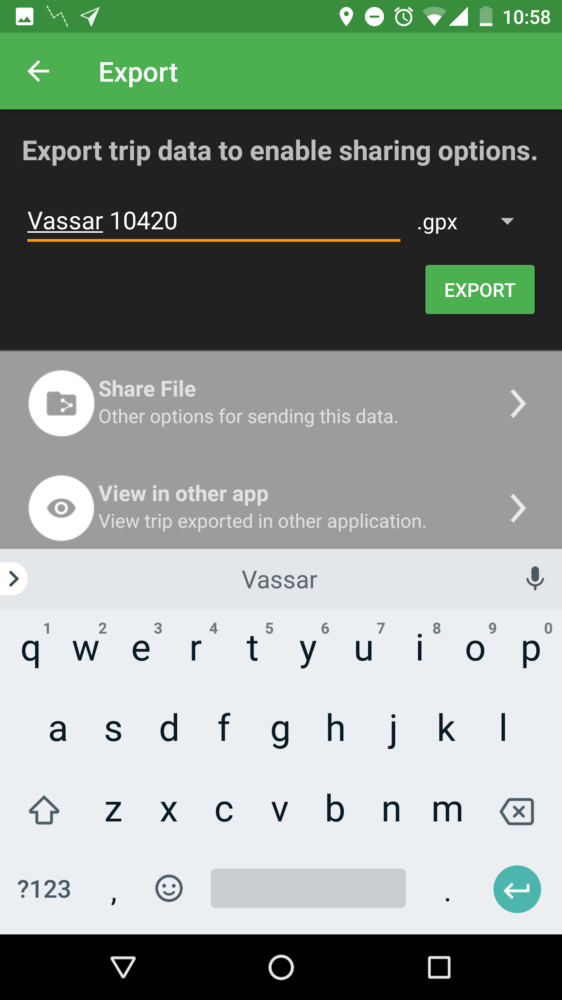 10:58
Export
Export trip data to enable sharing options.
Vassar 10420 .gpx
EXPORT
Share File
Other options for sending this data.
View in other app
View trip exported in other application.
Vassar
1 2 3 4 5 6 7 8 9 0
q w e r t y u i o p
a s d f g h j k l
z x c v b n m
?123 , .